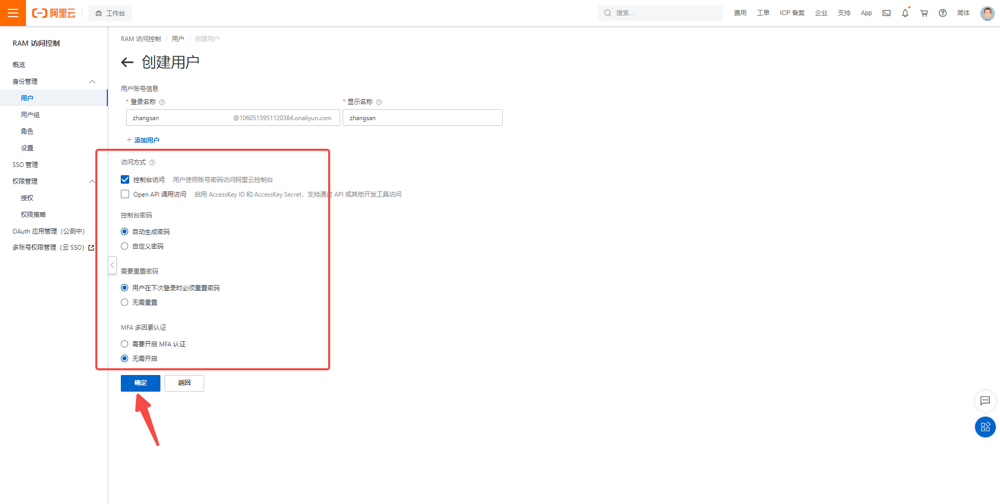 阿里云
工作台
搜索...
费用
工单
ICP 备案
企业
支持
App
简体
RAM 访问控制
概览
身份管理
用户
用户组
角色
设置
SSO 管理
权限管理
授权
权限策略
OAuth 应用管理（公测中）
多账号权限管理（云 SSO）
RAM 访问控制 / 用户 / 创建用户
创建用户
用户账号信息
* 登录名称
* 显示名称
zhangsan @1060515951120384.onaliyun.com
zhangsan
+ 添加用户
访问方式
控制台访问 用户使用账号密码访问阿里云控制台
Open API 调用访问 启用 AccessKey ID 和 AccessKey Secret，支持通过 API 或其他开发工具访问
控制台密码
自动生成密码
自定义密码
需要重置密码
用户在下次登录时必须重置密码
无需重置
MFA 多因素认证
需要开启 MFA 认证
无需开启
确定
返回